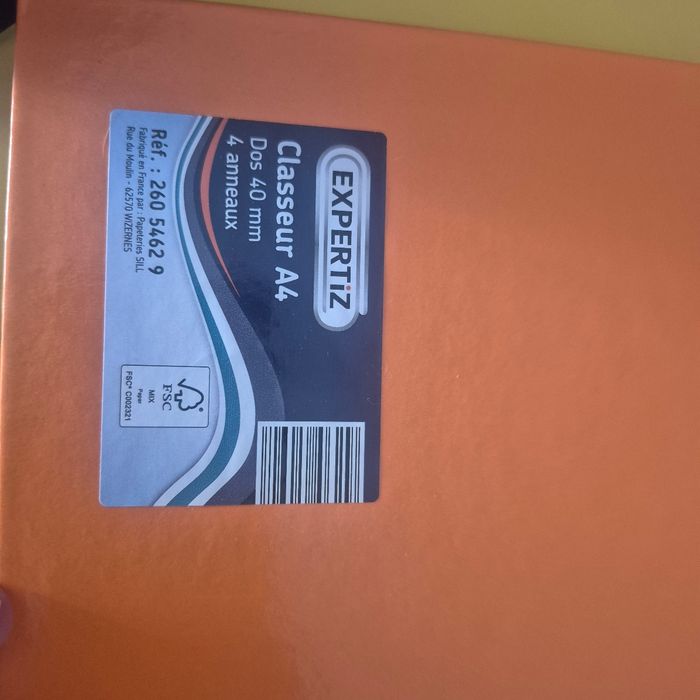 EXPERTiZ
Classeur A4
Dos 40 mm
4 anneaux
Réf. : 260 5462 9
Fabriqué en France par : Papeteries SILL
Rue du Moulin - 62570 WIZERNES
FSC
MIX
Paper
FSC® C002321